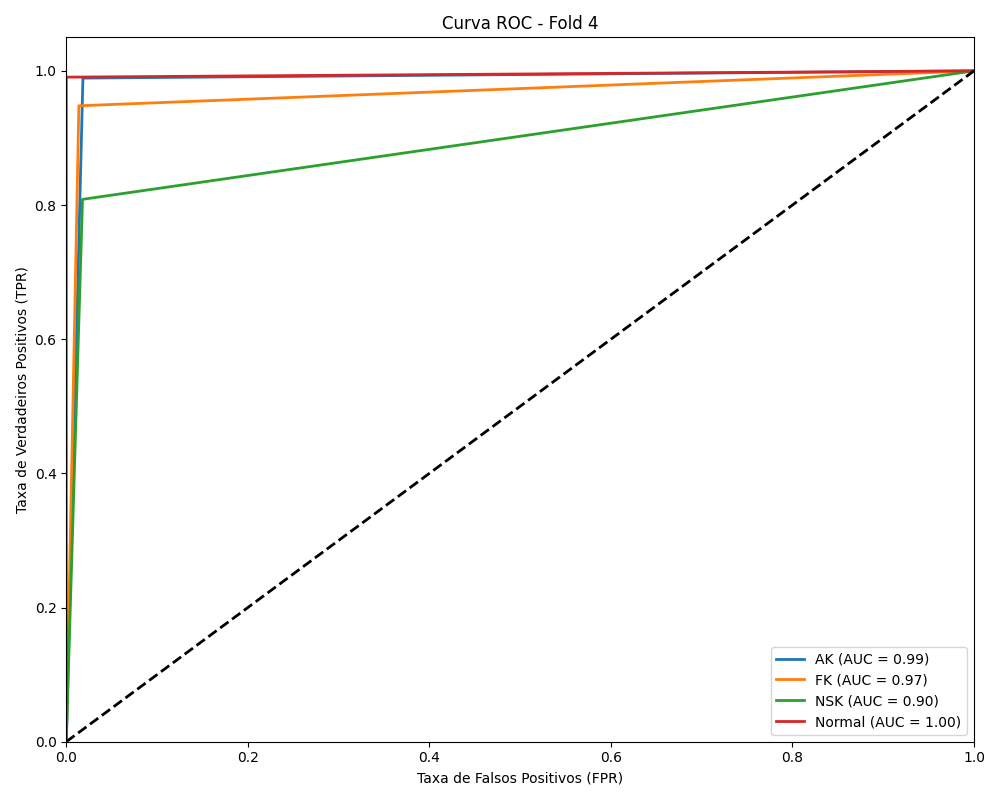 Curva ROC - Fold 4
Taxa de Verdadeiros Positivos (TPR)
1.0
0.8
0.6
0.4
0.2
0.0
0.0 0.2 0.4 0.6 0.8 1.0
Taxa de Falsos Positivos (FPR)
AK (AUC = 0.99)
FK (AUC = 0.97)
NSK (AUC = 0.90)
Normal (AUC = 1.00)